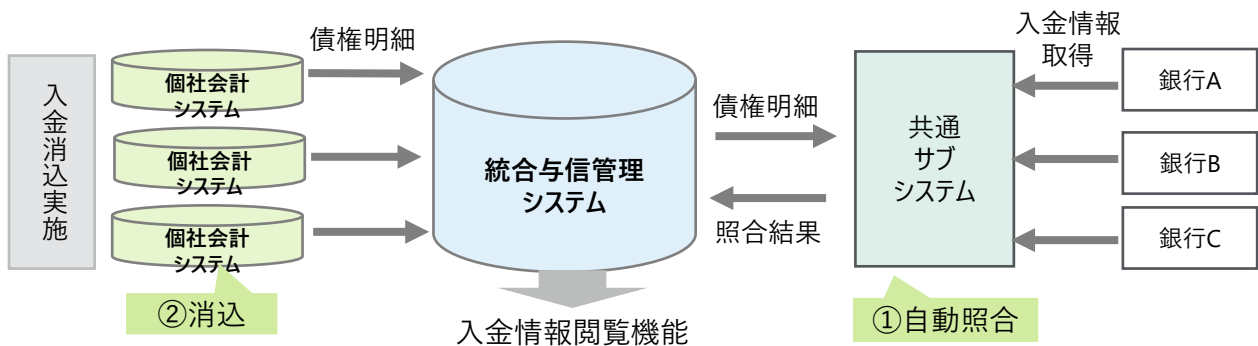 入金消込実施
個社会計
システム
個社会計
システム
個社会計
システム
②消込
債権明細
統合与信管理
システム
入金情報閲覧機能
債権明細
照合結果
共通
サブ
システム
①自動照合
入金情報
取得
銀行A
銀行B
銀行C